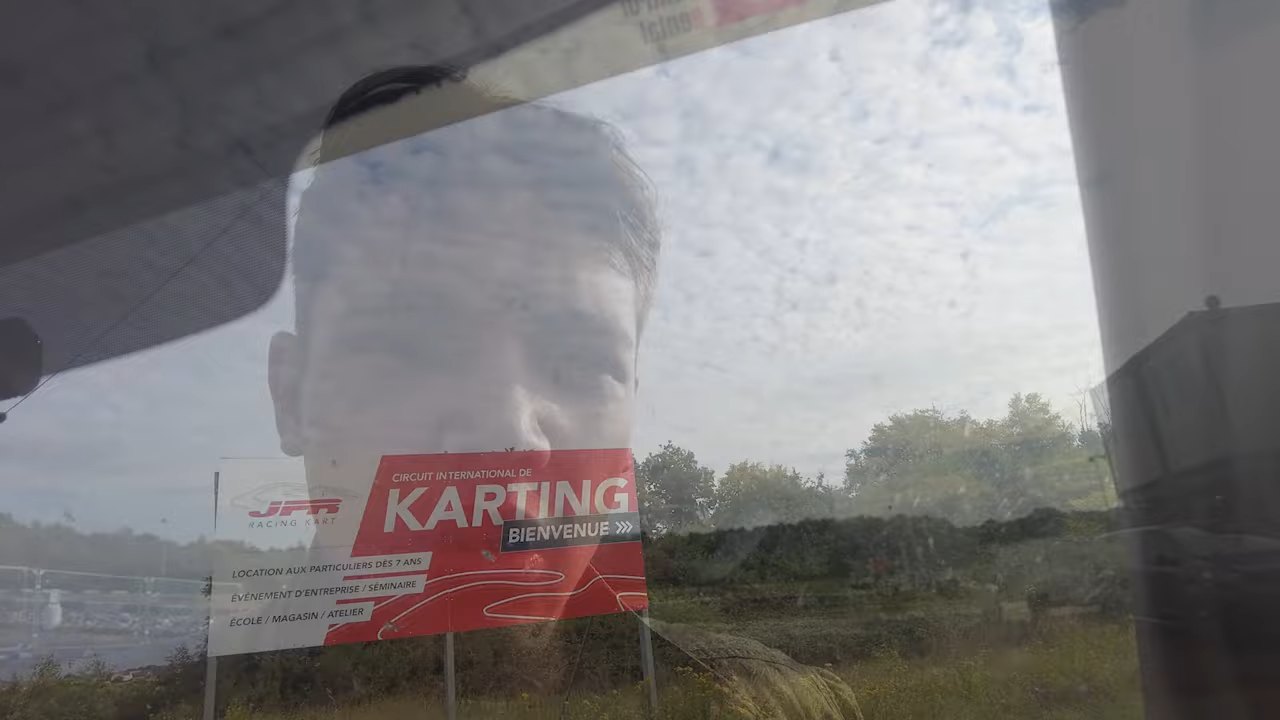 CIRCUIT INTERNATIONAL DE
KARTING
BIENVENUE >>>
JPR
RACING KART
LOCATION AUX PARTICULIERS DÈS 7 ANS
ÉVÉNEMENT D'ENTREPRISE / SÉMINAIRE
ÉCOLE / MAGASIN / ATELIER